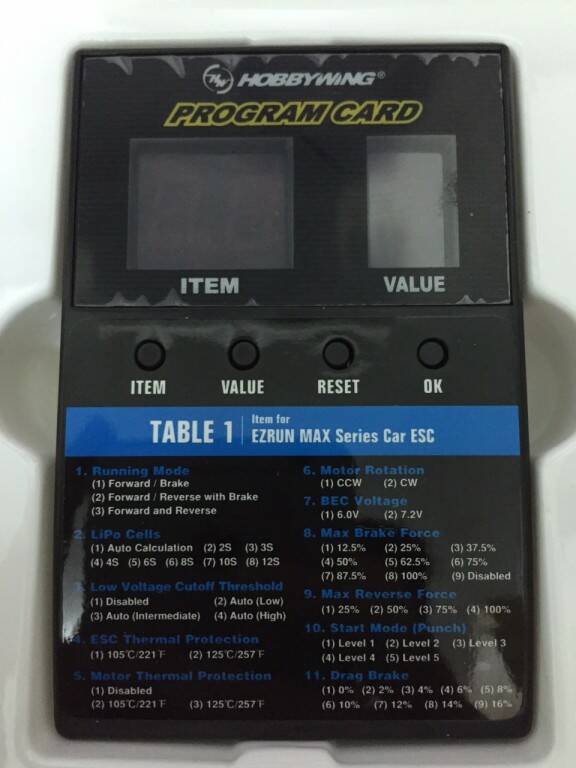 HW HOBBYWING®
PROGRAM CARD
ITEM VALUE
ITEM VALUE RESET OK
TABLE 1 Item for
EZRUN MAX Series Car ESC
1. Running Mode
(1) Forward / Brake
(2) Forward / Reverse with Brake
(3) Forward and Reverse
2. LiPo Cells
(1) Auto Calculation (2) 2S (3) 3S
(4) 4S (5) 6S (6) 8S (7) 10S (8) 12S
3. Low Voltage Cutoff Threshold
(1) Disabled (2) Auto (Low)
(3) Auto (Intermediate) (4) Auto (High)
4. ESC Thermal Protection
(1) 105℃/221℉ (2) 125℃/257℉
5. Motor Thermal Protection
(1) Disabled
(2) 105℃/221℉ (3) 125℃/257℉
6. Motor Rotation
(1) CCW (2) CW
7. BEC Voltage
(1) 6.0V (2) 7.2V
8. Max Brake Force
(1) 12.5% (2) 25% (3) 37.5%
(4) 50% (5) 62.5% (6) 75%
(7) 87.5% (8) 100% (9) Disabled
9. Max Reverse Force
(1) 25% (2) 50% (3) 75% (4) 100%
10. Start Mode (Punch)
(1) Level 1 (2) Level 2 (3) Level 3
(4) Level 4 (5) Level 5
11. Drag Brake
(1) 0% (2) 2% (3) 4% (4) 6% (5) 8%
(6) 10% (7) 12% (8) 14% (9) 16%